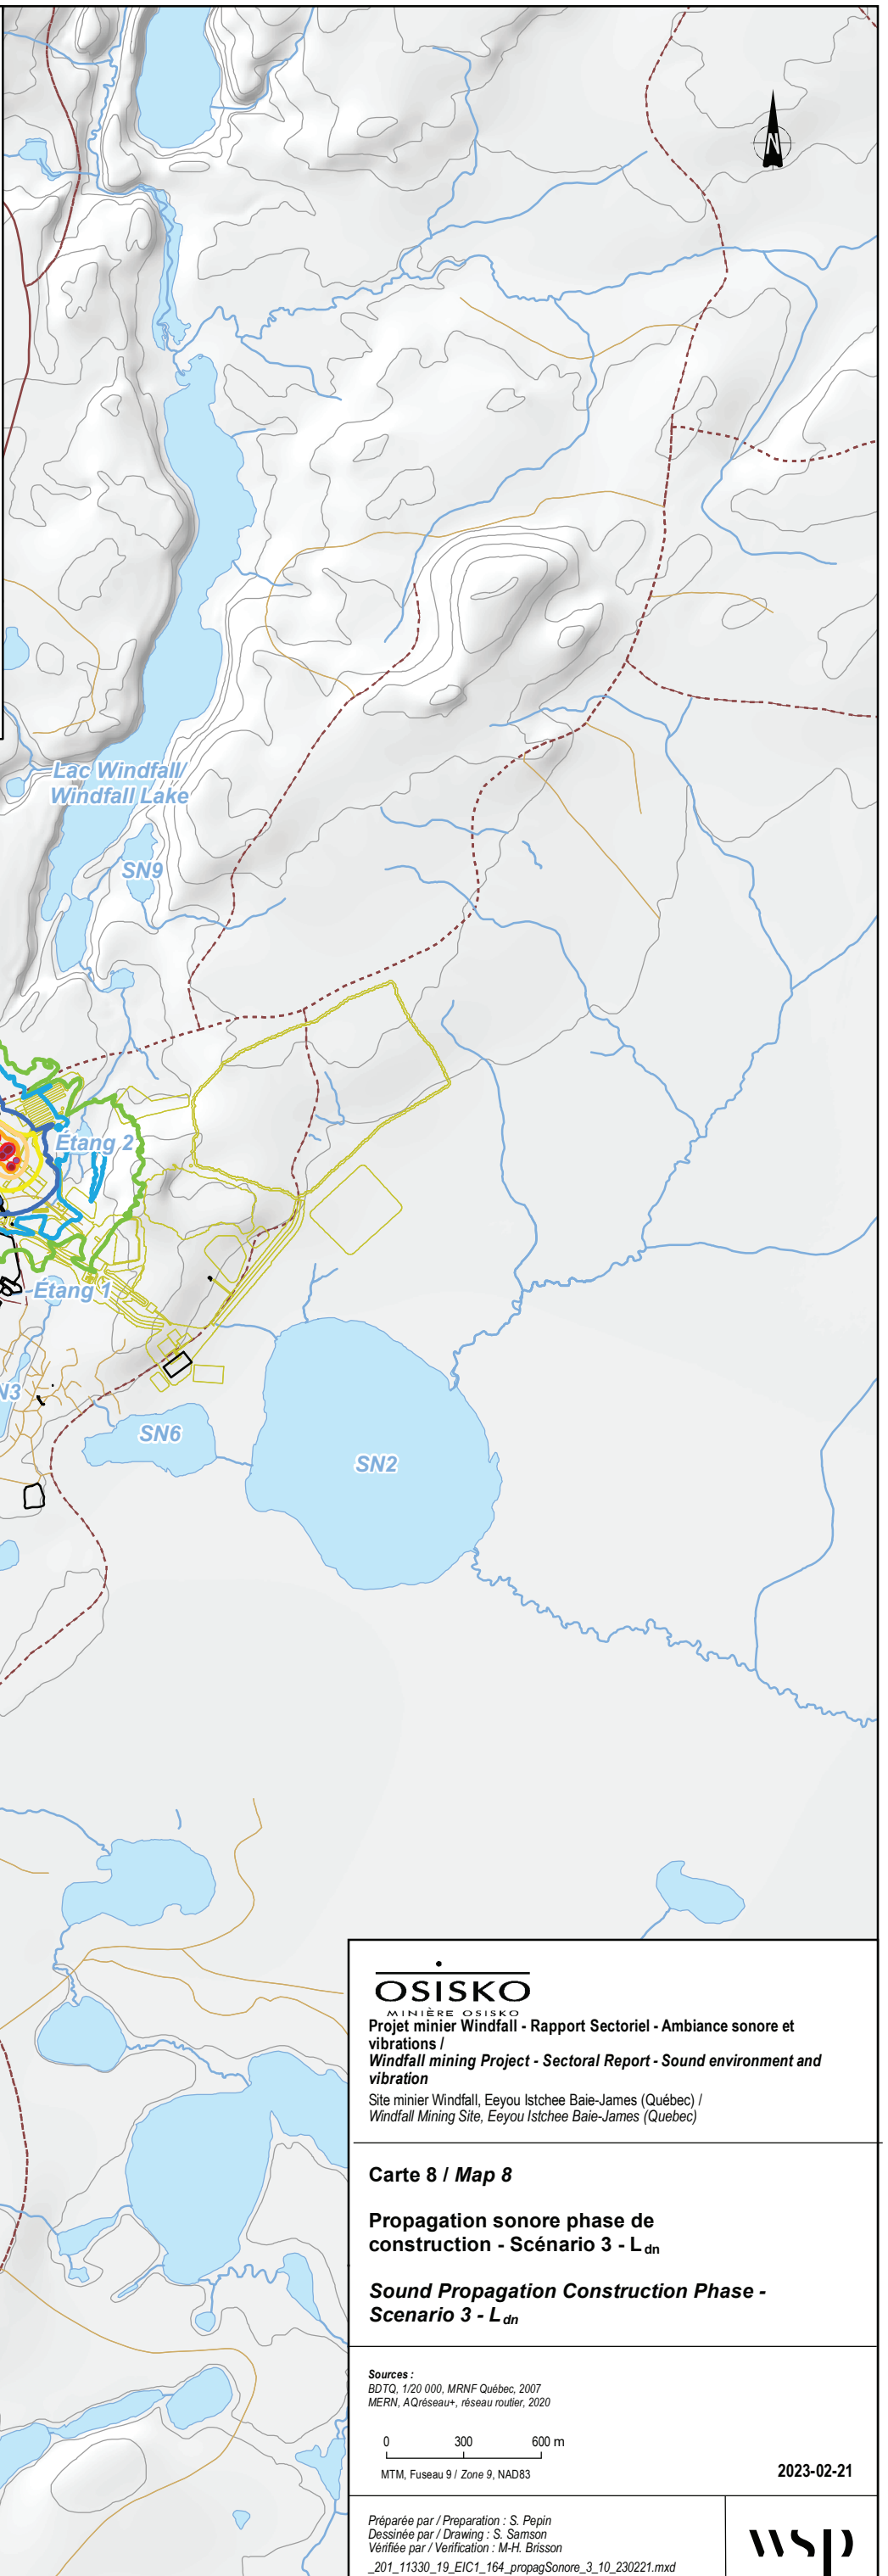 N
Lac Windfall/
Windfall Lake
SN9
Étang 2
Étang 1
N3
SN6
SN2
OSISKO
MINIÈRE OSISKO
Projet minier Windfall - Rapport Sectoriel - Ambiance sonore et
vibrations /
Windfall mining Project - Sectoral Report - Sound environment and
vibration
Site minier Windfall, Eeyou Istchee Baie-James (Québec) /
Windfall Mining Site, Eeyou Istchee Baie-James (Quebec)
Carte 8 / Map 8
Propagation sonore phase de
construction - Scénario 3 - L dn
Sound Propagation Construction Phase -
Scenario 3 - L dn
Sources :
BDTQ, 1/20 000, MRNF Québec, 2007
MERN, AQréseau+, réseau routier, 2020
0 300 600 m
MTM, Fuseau 9 / Zone 9, NAD83
2023-02-21
Préparée par / Preparation : S. Pepin
Dessinée par / Drawing : S. Samson
Vérifiée par / Verification : M-H. Brisson
_201_11330_19_EIC1_164_propagSonore_3_10_230221.mxd
wsp